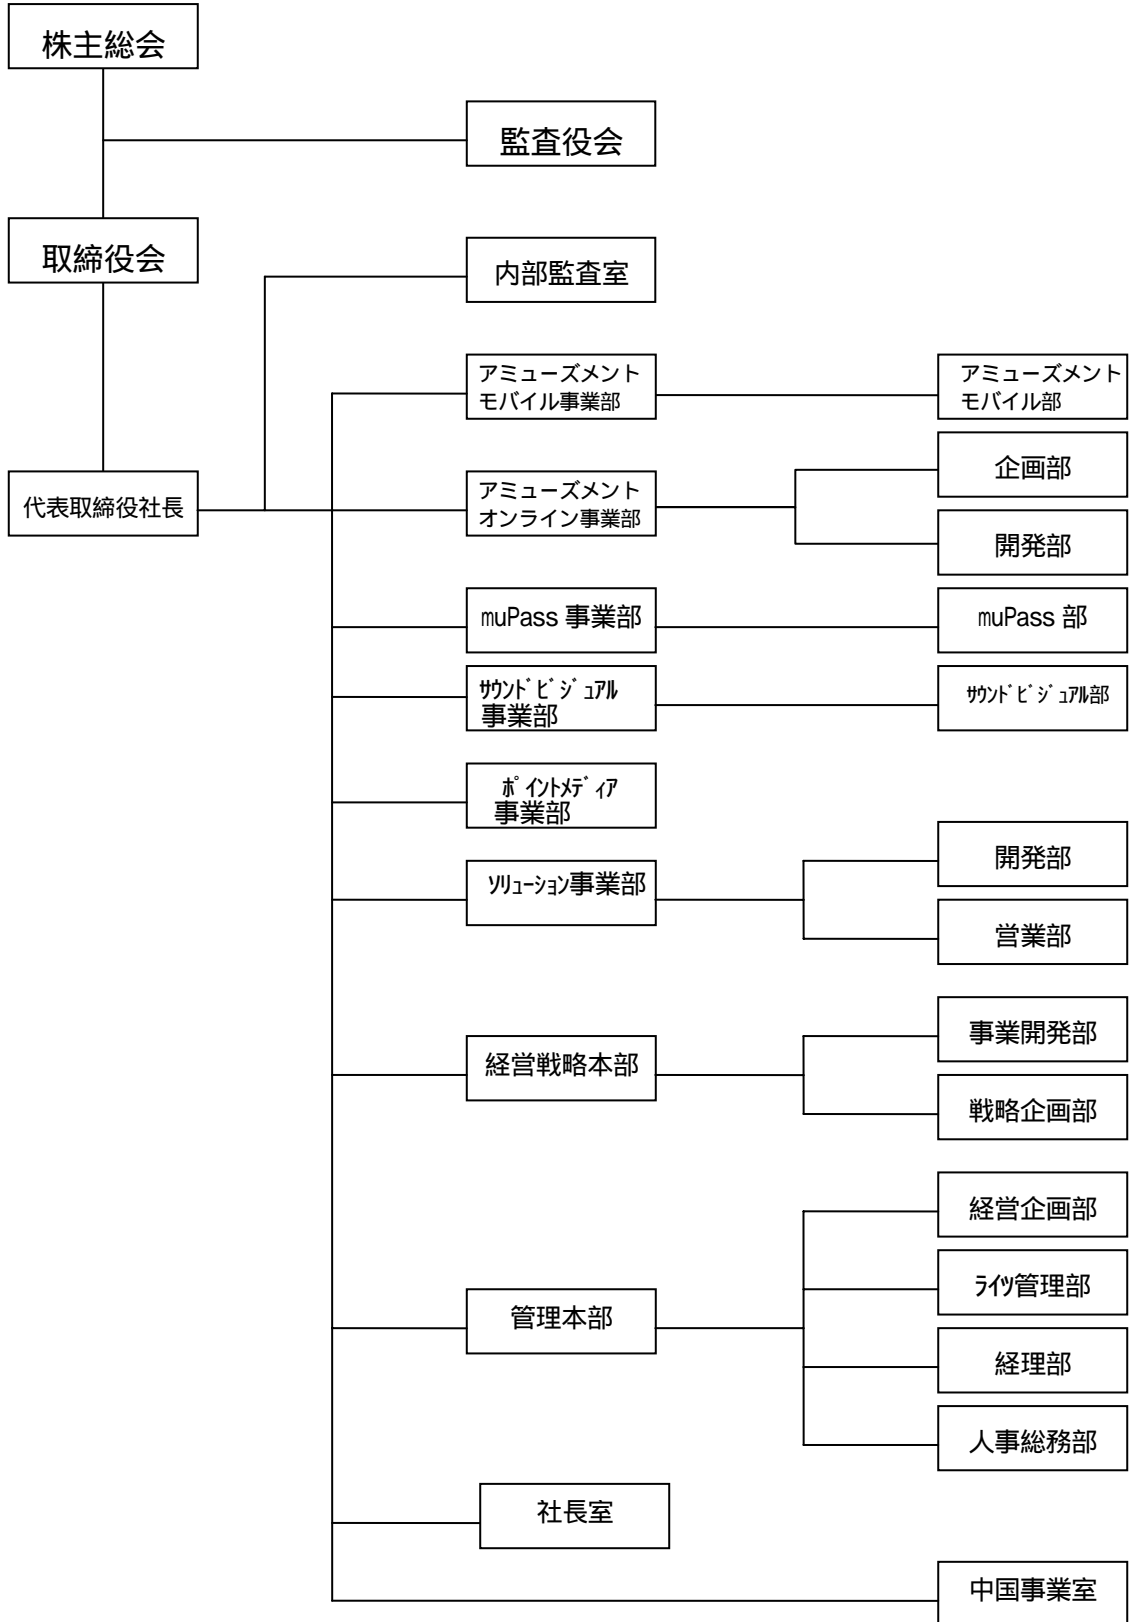 株主総会
監査役会
取締役会
内部監査室
アミューズメント
モバイル事業部
アミューズメント
モバイル部
企画部
代表取締役社長
アミューズメント
オンライン事業部
開発部
muPass 事業部
muPass 部
ｻｳﾝﾄﾞﾋﾞｼﾞｭｱﾙ
事業部
ｻｳﾝﾄﾞﾋﾞｼﾞｭｱﾙ部
ﾎﾟｲﾝﾄﾒﾃﾞｨｱ
事業部
ｿﾘｭｰｼｮﾝ事業部
開発部
営業部
経営戦略本部
事業開発部
戦略企画部
管理本部
経営企画部
ﾗｲﾂ管理部
経理部
人事総務部
社長室
中国事業室